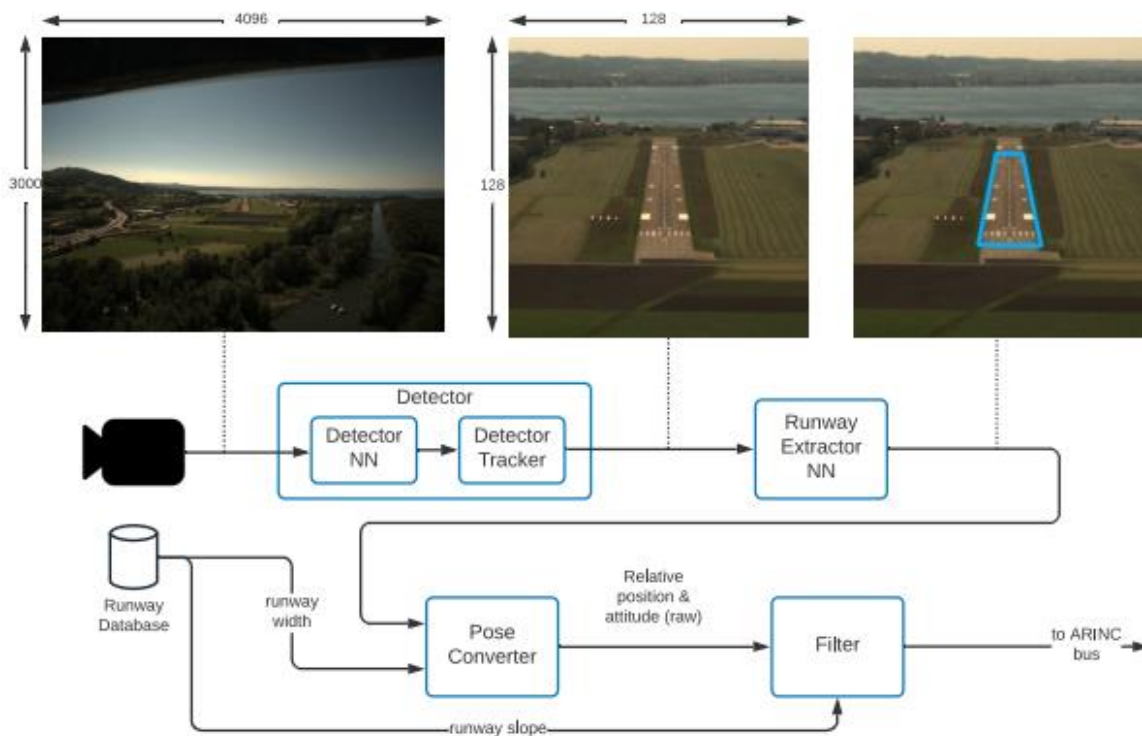 4096
128
3000
128
Detector
Detector
NN
Detector
Tracker
Runway
Extractor
NN
Runway
Database
runway
width
Pose
Converter
Relative
position &
attitude (raw)
Filter
to ARINC
bus
runway slope